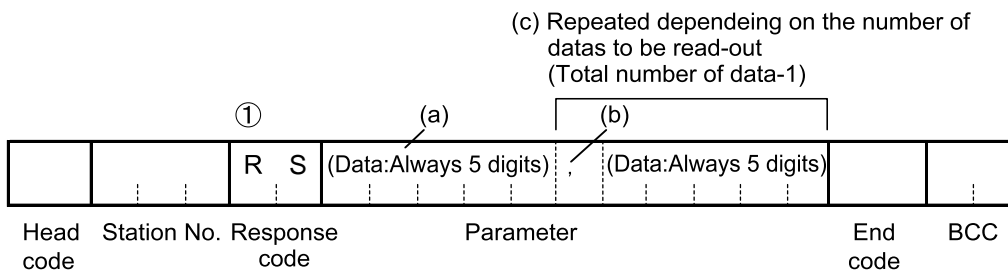 (c) Repeated dependeing on the number of
datas to be read-out
(Total number of data-1)
① (a) (b)
R S (Data:Always 5 digits) , (Data:Always 5 digits)
Head code Station No. Response code Parameter End code BCC